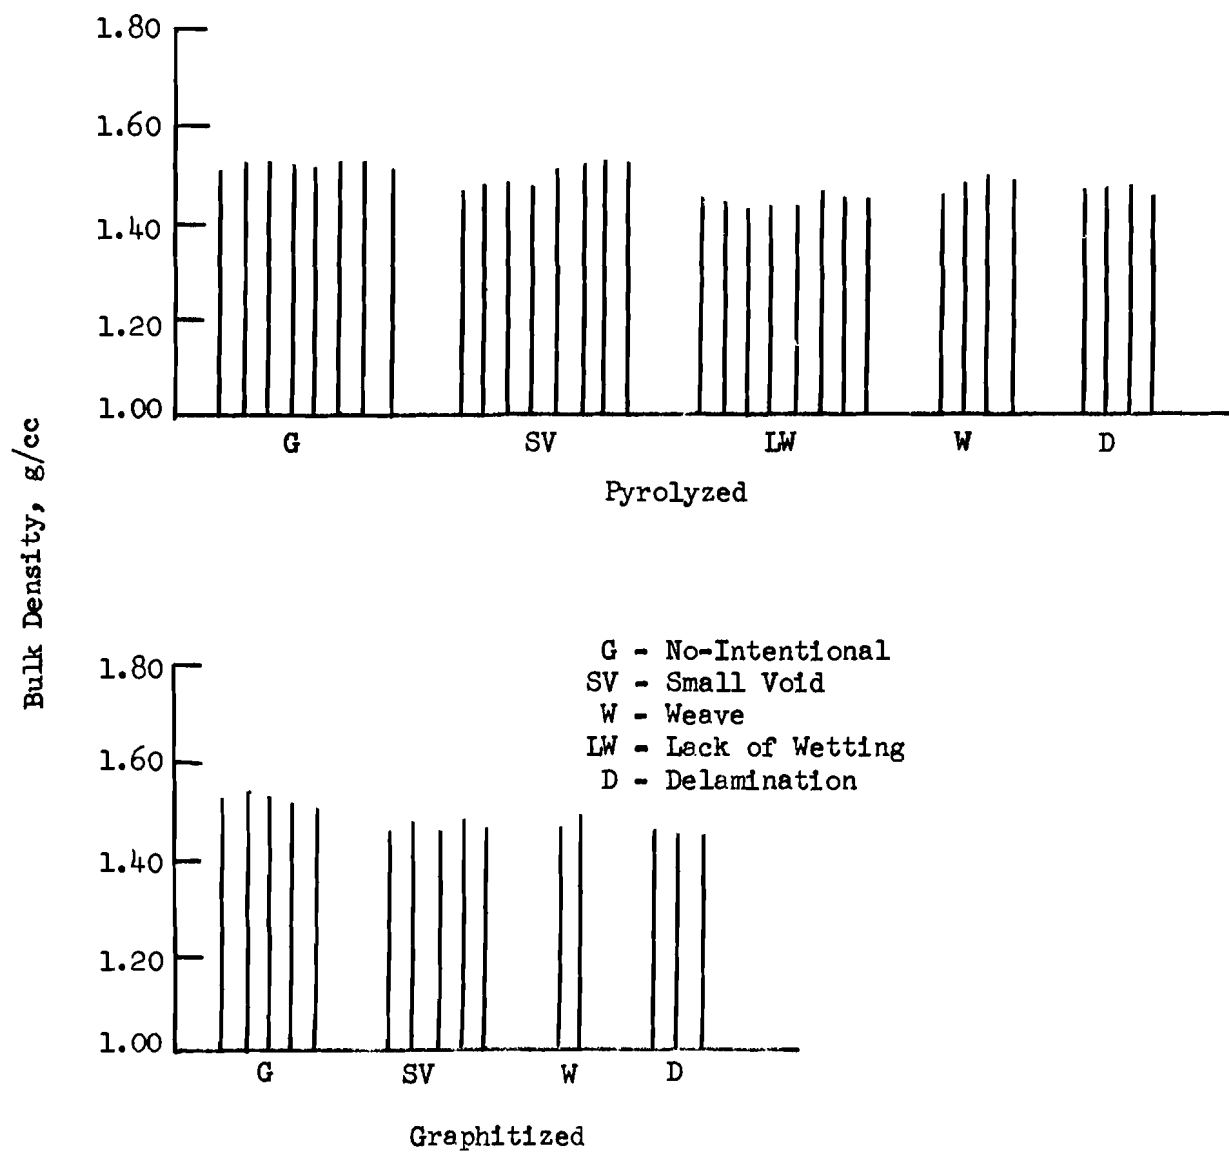 1.80
1.60
1.40
1.20
1.00
G SV LW W D
Pyrolyzed
Bulk Density, g/cc
G - No-Intentional
SV - Small Void
W - Weave
LW - Lack of Wetting
D - Delamination
1.80
1.60
1.40
1.20
1.00
G SV W D
Graphitized